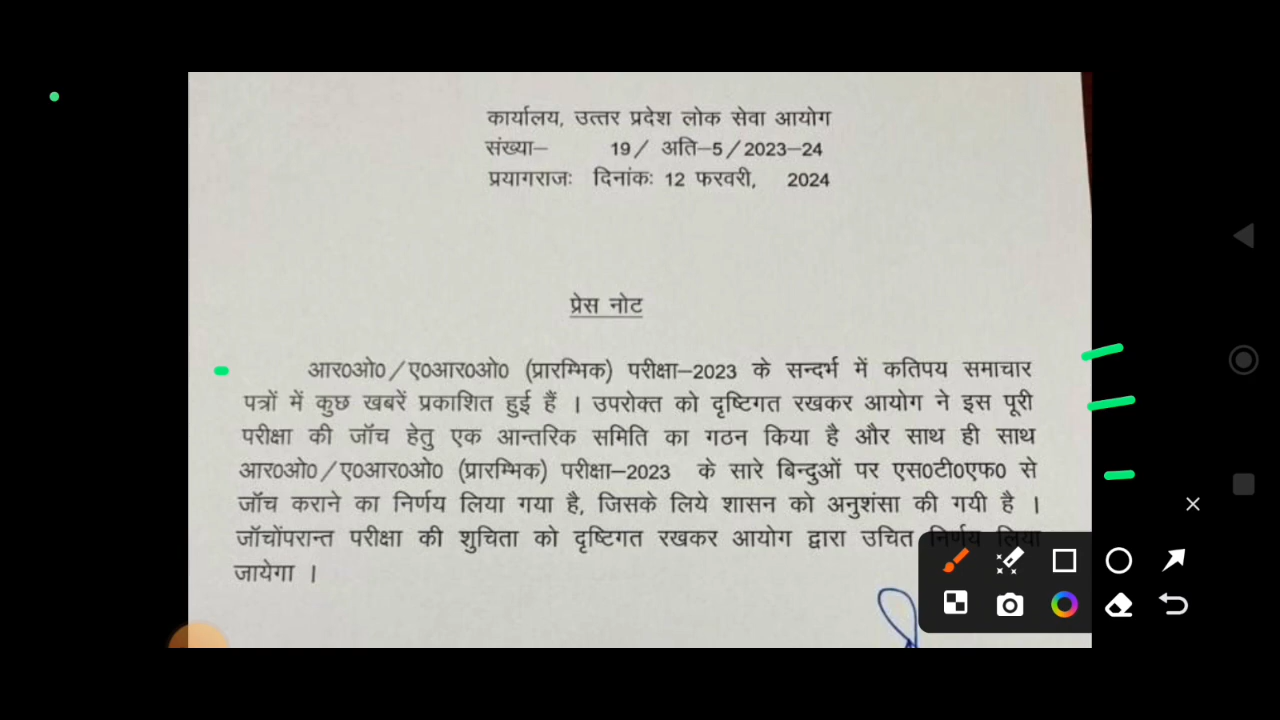 कार्यालय, उत्तर प्रदेश लोक सेवा आयोग
संख्या– 19/ अति–5/2023–24
प्रयागराजः दिनांकः 12 फरवरी, 2024
प्रेस नोट
आर0ओ0/ए0आर0ओ0 (प्रारम्भिक) परीक्षा–2023 के सन्दर्भ में कतिपय समाचार
पत्रों में कुछ खबरें प्रकाशित हुई हैं ।  उपरोक्त को दृष्टिगत रखकर आयोग ने इस पूरी
परीक्षा की जॉच हेतु एक आन्तरिक समिति का गठन किया है और साथ ही साथ
आर0ओ0/ए0आर0ओ0 (प्रारम्भिक) परीक्षा–2023 के सारे बिन्दुओं पर एस0टी0एफ0 से
जॉच कराने का निर्णय लिया गया है, जिसके लिये शासन को अनुशंसा की गयी है ।
जॉचोंपरान्त परीक्षा की शुचिता को दृष्टिगत रखकर आयोग द्वारा उचित निर्णय लिया
जायेगा ।